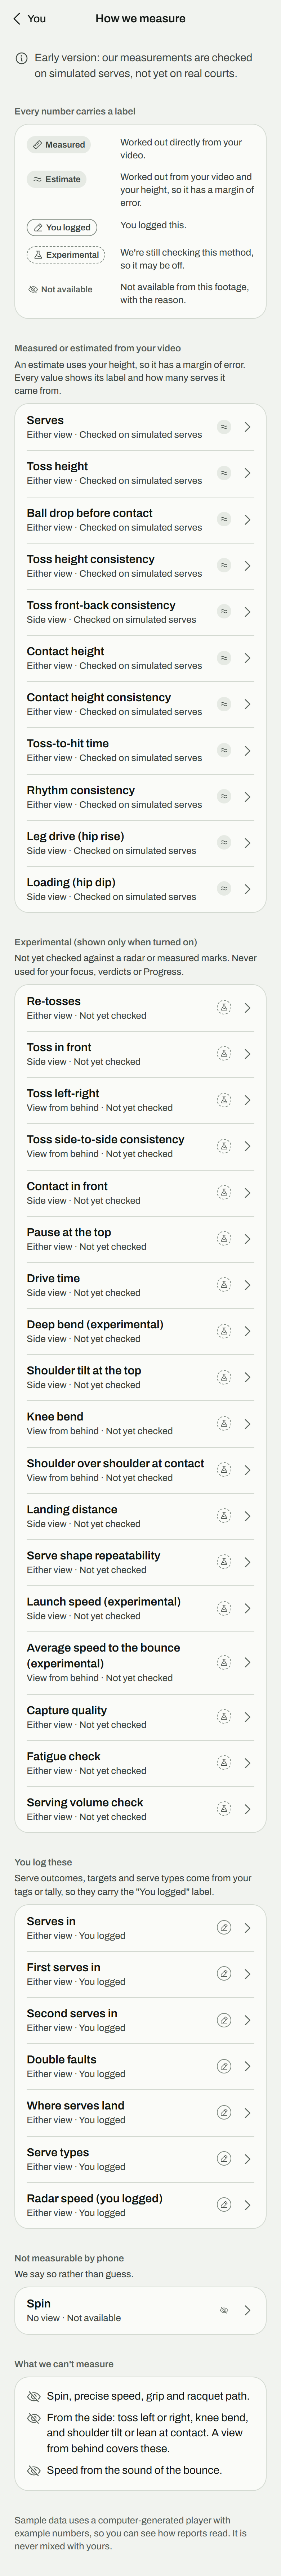 You
How we measure
Early version: our measurements are checked
on simulated serves, not yet on real courts.
Every number carries a label
Measured
Worked out directly from your
video.
Estimate
Worked out from your video and
your height, so it has a margin of
error.
You logged
You logged this.
Experimental
We're still checking this method,
so it may be off.
Not available
Not available from this footage,
with the reason.
Measured or estimated from your video
An estimate uses your height, so it has a margin of error.
Every value shows its label and how many serves it
came from.
Serves
Either view · Checked on simulated serves
Toss height
Either view · Checked on simulated serves
Ball drop before contact
Either view · Checked on simulated serves
Toss height consistency
Either view · Checked on simulated serves
Toss front-back consistency
Side view · Checked on simulated serves
Contact height
Either view · Checked on simulated serves
Contact height consistency
Either view · Checked on simulated serves
Toss-to-hit time
Either view · Checked on simulated serves
Rhythm consistency
Either view · Checked on simulated serves
Leg drive (hip rise)
Side view · Checked on simulated serves
Loading (hip dip)
Side view · Checked on simulated serves
Experimental (shown only when turned on)
Not yet checked against a radar or measured marks. Never
used for your focus, verdicts or Progress.
Re-tosses
Either view · Not yet checked
Toss in front
Side view · Not yet checked
Toss left-right
View from behind · Not yet checked
Toss side-to-side consistency
View from behind · Not yet checked
Contact in front
Side view · Not yet checked
Pause at the top
Either view · Not yet checked
Drive time
Side view · Not yet checked
Deep bend (experimental)
Side view · Not yet checked
Shoulder tilt at the top
Side view · Not yet checked
Knee bend
View from behind · Not yet checked
Shoulder over shoulder at contact
View from behind · Not yet checked
Landing distance
Side view · Not yet checked
Serve shape repeatability
Either view · Not yet checked
Launch speed (experimental)
Side view · Not yet checked
Average speed to the bounce
(experimental)
View from behind · Not yet checked
Capture quality
Either view · Not yet checked
Fatigue check
Either view · Not yet checked
Serving volume check
Either view · Not yet checked
You log these
Serve outcomes, targets and serve types come from your
tags or tally, so they carry the "You logged" label.
Serves in
Either view · You logged
First serves in
Either view · You logged
Second serves in
Either view · You logged
Double faults
Either view · You logged
Where serves land
Either view · You logged
Serve types
Either view · You logged
Radar speed (you logged)
Either view · You logged
Not measurable by phone
We say so rather than guess.
Spin
No view · Not available
What we can't measure
Spin, precise speed, grip and racquet path.
From the side: toss left or right, knee bend,
and shoulder tilt or lean at contact. A view
from behind covers these.
Speed from the sound of the bounce.
Sample data uses a computer-generated player with
example numbers, so you can see how reports read. It is
never mixed with yours.